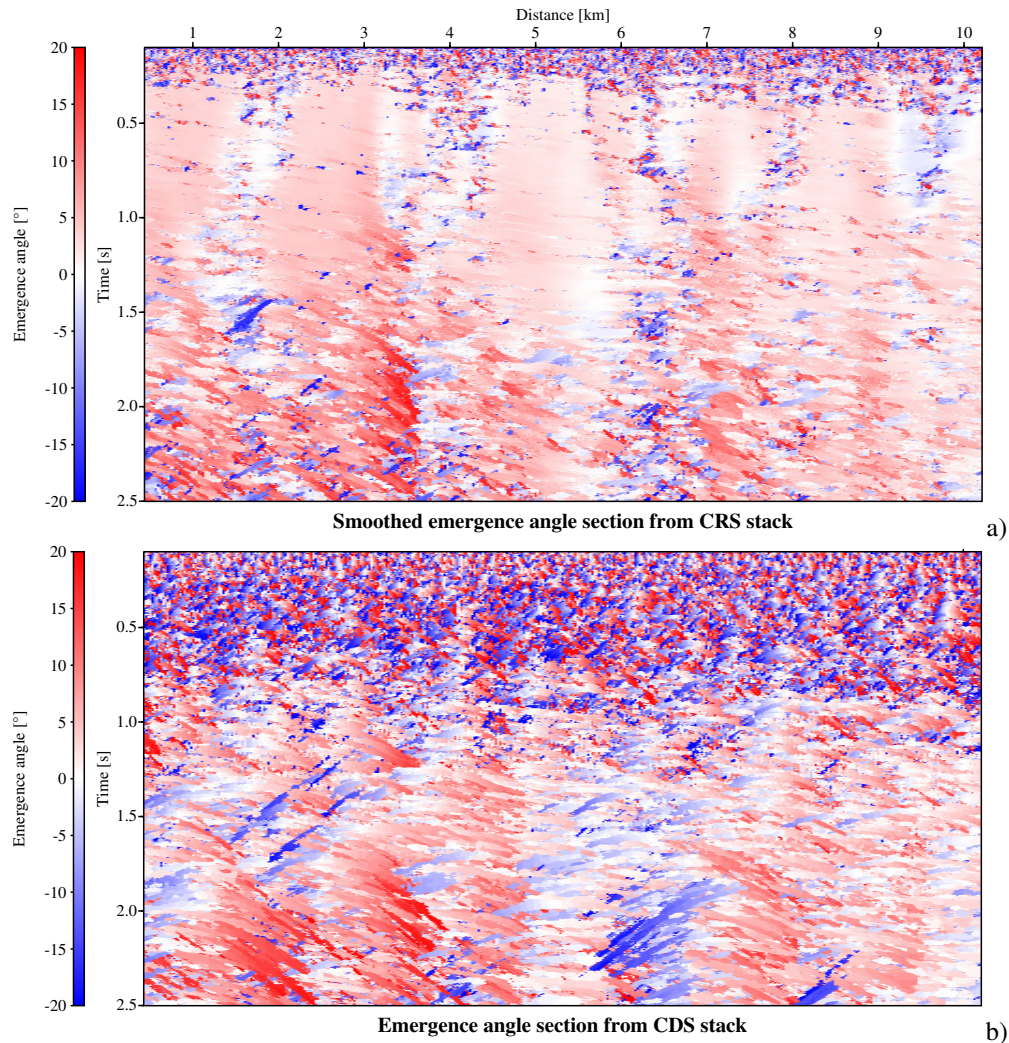 Distance [km]
1 2 3 4 5 6 7 8 9 10
20
15
10
5
0
-5
-10
-15
-20
Emergence angle [°]
Time [s]
0.5
1.0
1.5
2.0
2.5
Smoothed emergence angle section from CRS stack
a)
20
15
10
5
0
-5
-10
-15
-20
Emergence angle [°]
Time [s]
0.5
1.0
1.5
2.0
2.5
Emergence angle section from CDS stack
b)